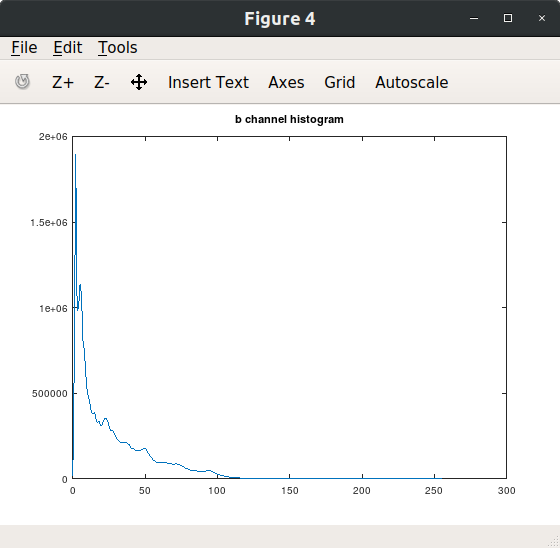 Figure 4
File Edit Tools
Z+ Z- Insert Text Axes Grid Autoscale
b channel histogram
2e+06
1.5e+06
1e+06
500000
0
0 50 100 150 200 250 300